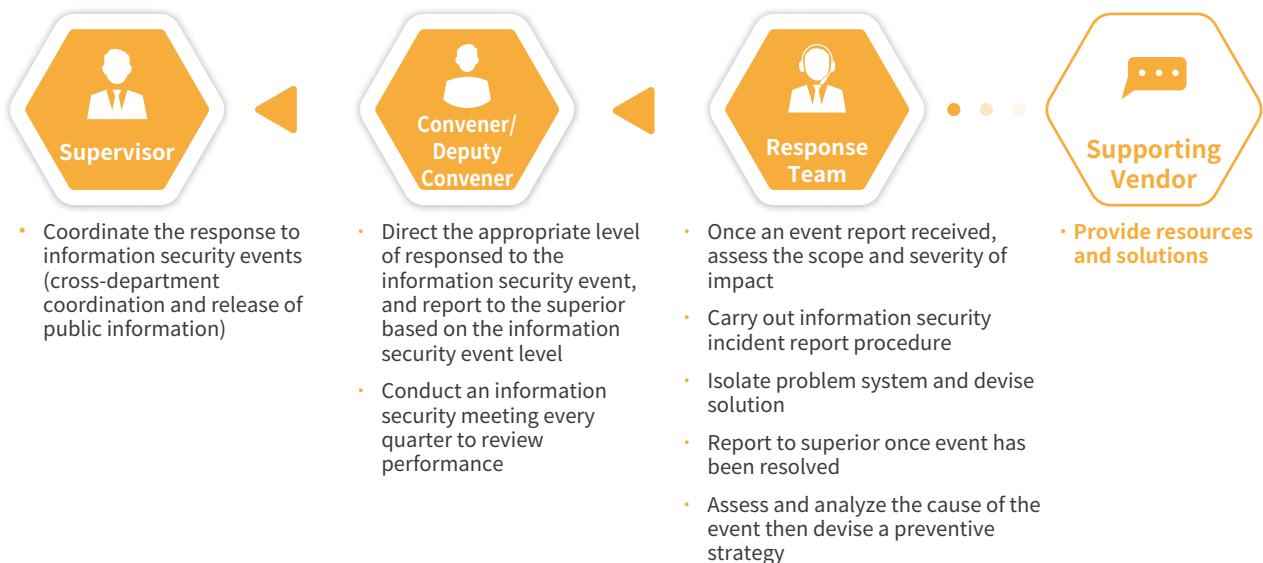 Supervisor
• Coordinate the response to
information security events
(cross-department
coordination and release of
public information)
Convener/
Deputy
Convener
• Direct the appropriate level
of responsed to the
information security event,
and report to the superior
based on the information
security event level
• Conduct an information
security meeting every
quarter to review
performance
Response
Team
• Once an event report received,
assess the scope and severity of
impact
• Carry out information security
incident report procedure
• Isolate problem system and devise
solution
• Report to superior once event has
been resolved
• Assess and analyze the cause of the
event then devise a preventive
strategy
Supporting
Vendor
• Provide resources
and solutions